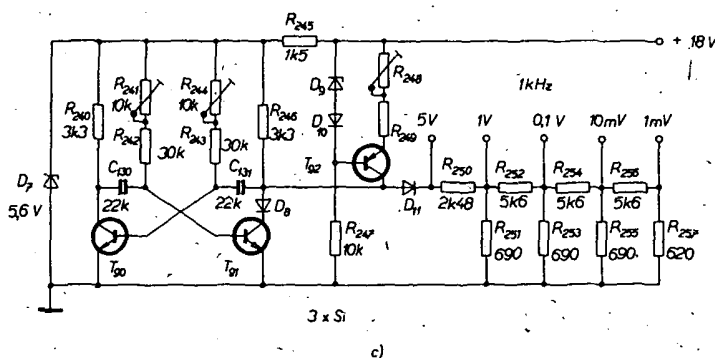 R245
1k5
+ 18V
R241
10k
R244
10k
D9
R248
1kHz
R240
3k3
R246
3k3
D10
5V
1V
0,1V
10mV
1mV
R242
30k
R243
30k
R249
T92
C130
22k
C131
22k
D7
5,6 V
D8
D11
R250
2k48
R252
5k6
R254
5k6
R256
5k6
T90
T91
R247
10k
R251
690
R253
690
R255
690
R257
620
3 x Si
c)